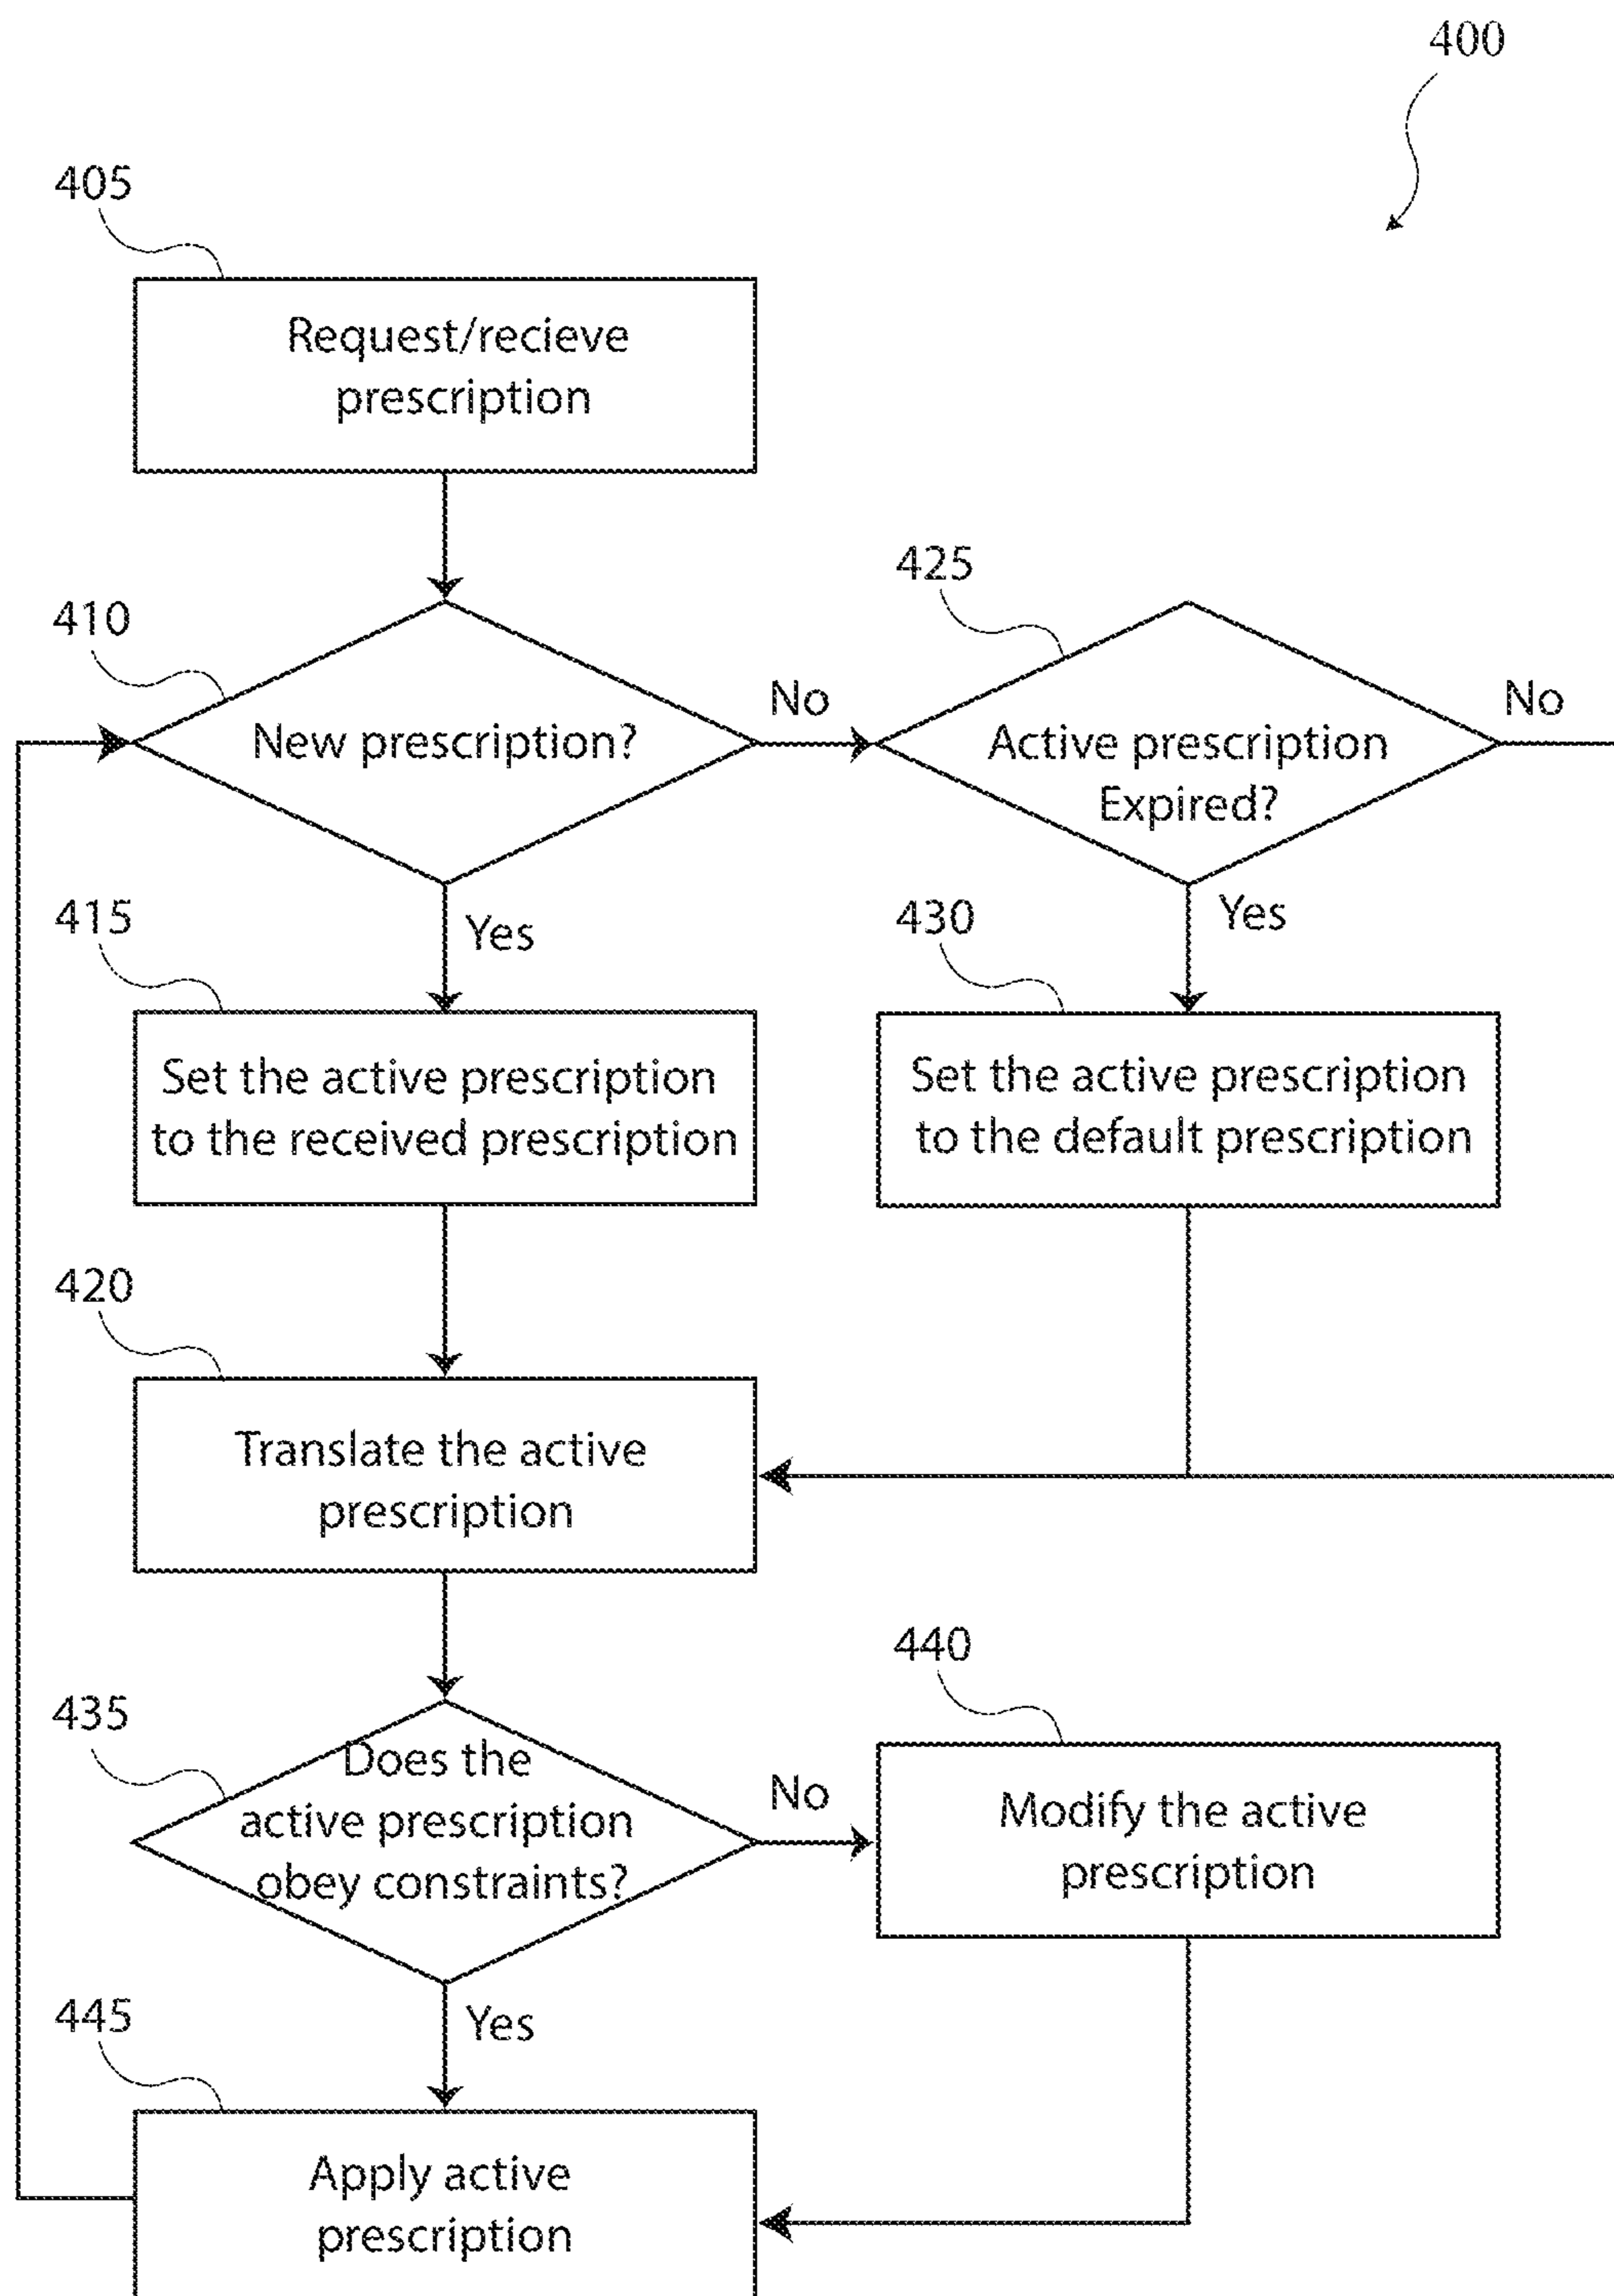 400
405
Request/recieve
prescription
410
New prescription?
No
425
Active prescription
Expired?
No
Yes
415
Set the active prescription
to the received prescription
Yes
430
Set the active prescription
to the default prescription
420
Translate the active
prescription
435
Does the
active prescription
obey constraints?
No
440
Modify the active
prescription
Yes
445
Apply active
prescription